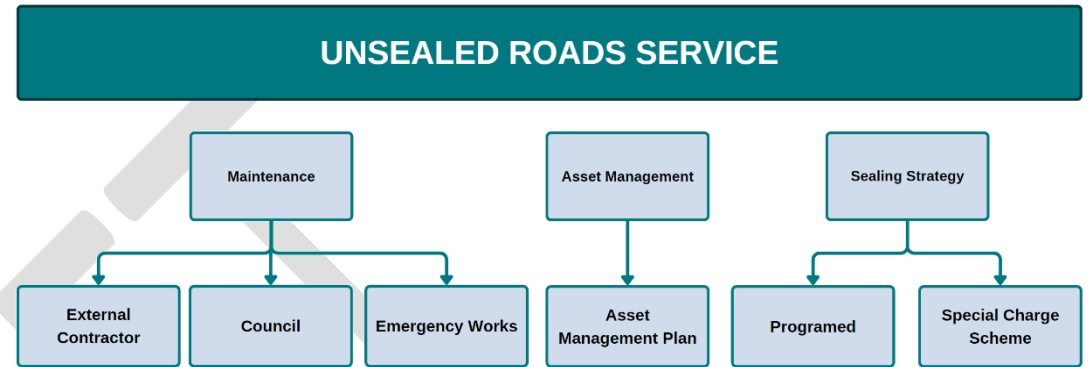 UNSEALED ROADS SERVICE
Maintenance
Asset Management
Sealing Strategy
External
Contractor
Council
Emergency Works
Asset
Management Plan
Programed
Special Charge
Scheme